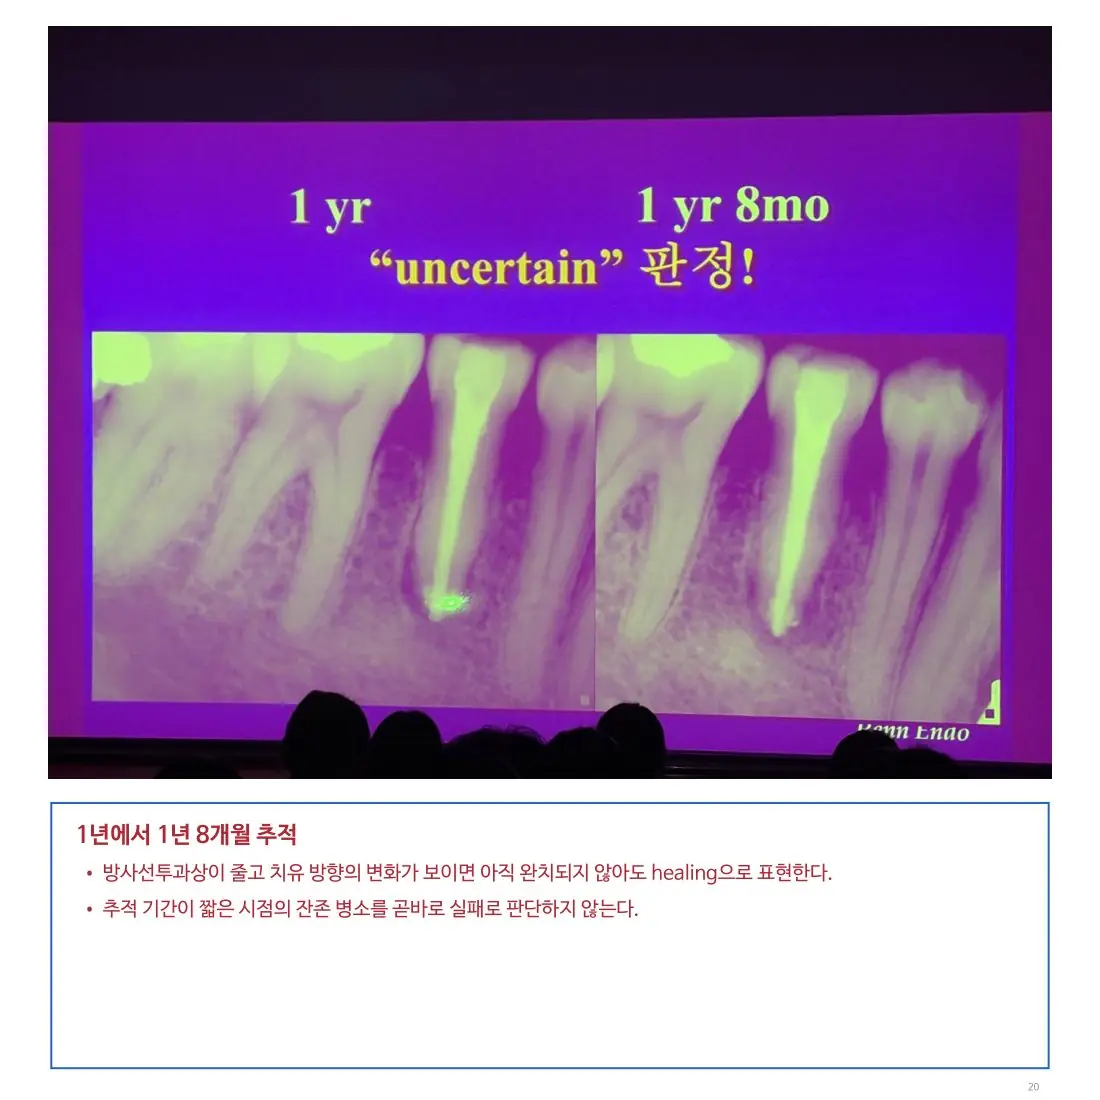 1 yr
1 yr 8mo
“uncertain” 판정!
Endo
1년에서 1년 8개월 추적
• 방사선투과상이 줄고 치유 방향의 변화가 보이면 아직 완치되지 않아도 healing으로 표현한다.
• 추적 기간이 짧은 시점의 잔존 병소를 곧바로 실패로 판단하지 않는다.
20